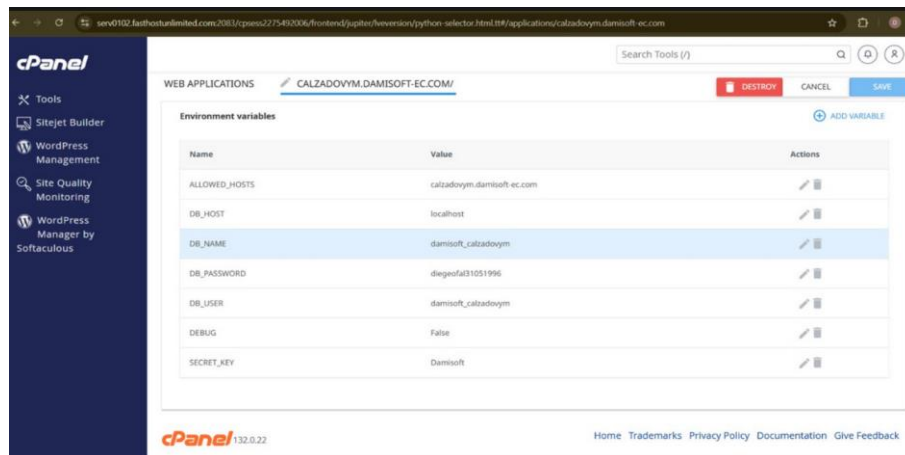 serv0102.fasthostunlimited.com:2083/cpsess2275492006/frontend/jupiter/lveversion/python-selector.html.tt#/applications/calzadovym.damisoft-ec.com
cPanel
Search Tools (/)
Tools
Sitejet Builder
WordPress Management
Site Quality Monitoring
WordPress Manager by Softaculous
WEB APPLICATIONS CALZADOVYM.DAMISOFT-EC.COM/
DESTROY CANCEL SAVE
Environment variables ADD VARIABLE
Name Value Actions
ALLOWED_HOSTS calzadovym.damisoft-ec.com
DB_HOST localhost
DB_NAME damisoft_calzadovym
DB_PASSWORD diegeofal31051996
DB_USER damisoft_calzadovym
DEBUG False
SECRET_KEY Damisoft
cPanel 132.0.22
Home Trademarks Privacy Policy Documentation Give Feedback